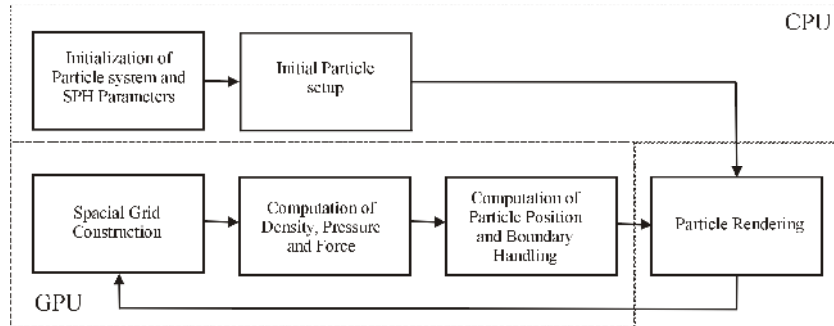 CPU
Initialization of
Particle system and
SPH Parameters
Initial Particle
setup
Spacial Grid
Construction
Computation of
Density, Pressure
and Force
Computation of
Particle Position
and Boundary
Handling
Particle Rendering
GPU